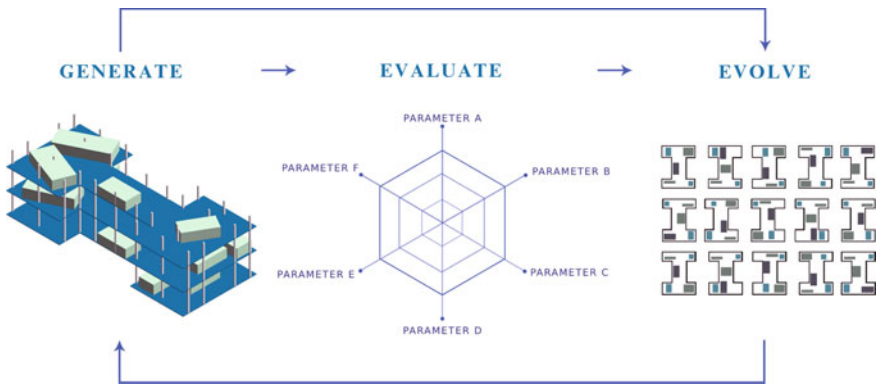 GENERATE
EVALUATE
EVOLVE
PARAMETER A
PARAMETER F
PARAMETER B
PARAMETER E
PARAMETER C
PARAMETER D